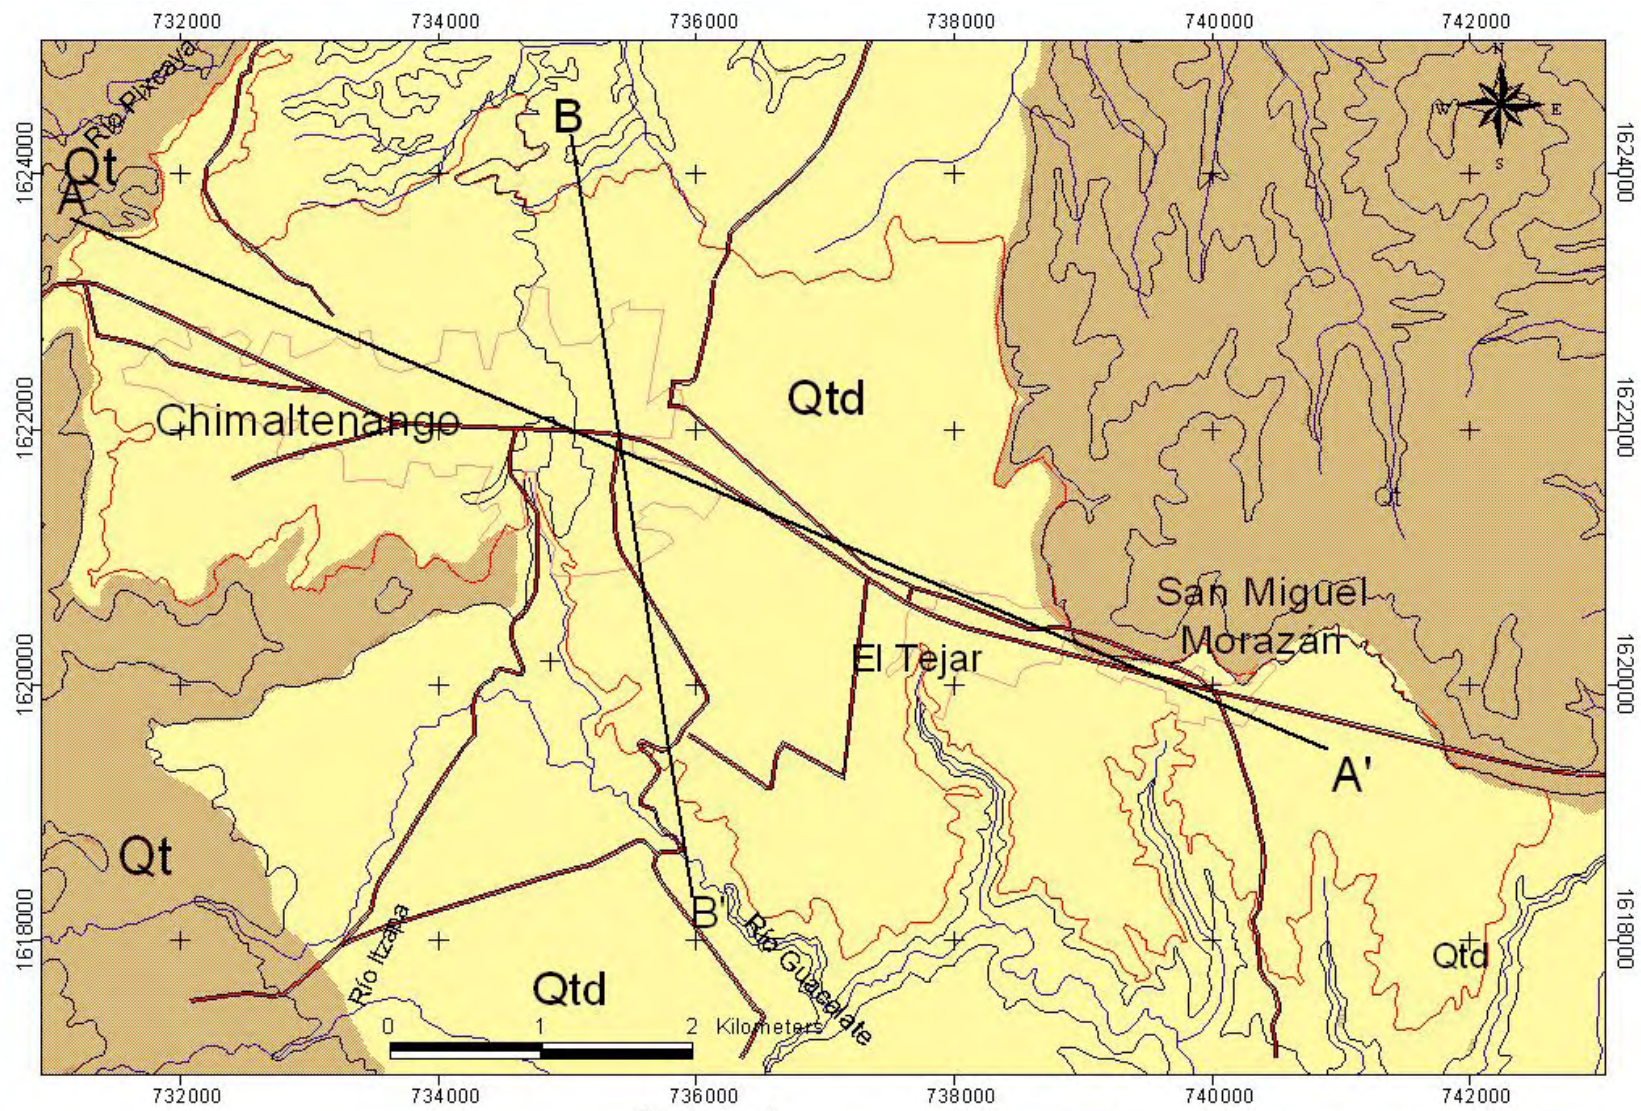 732000 734000 736000 738000 740000 742000
N
W E
S
Río Pixcaya
B
Qt
A
1624000 1624000
Qtd
1622000 1622000
Chimaltenango
Qt
San Miguel
Morazán
El Tejar
1620000 1620000
A'
Qt
B'
Río Guacalate
Río Itzapa
1618000 1618000
Qtd
Qtd
0 1 2 Kilometers
732000 734000 736000 738000 740000 742000